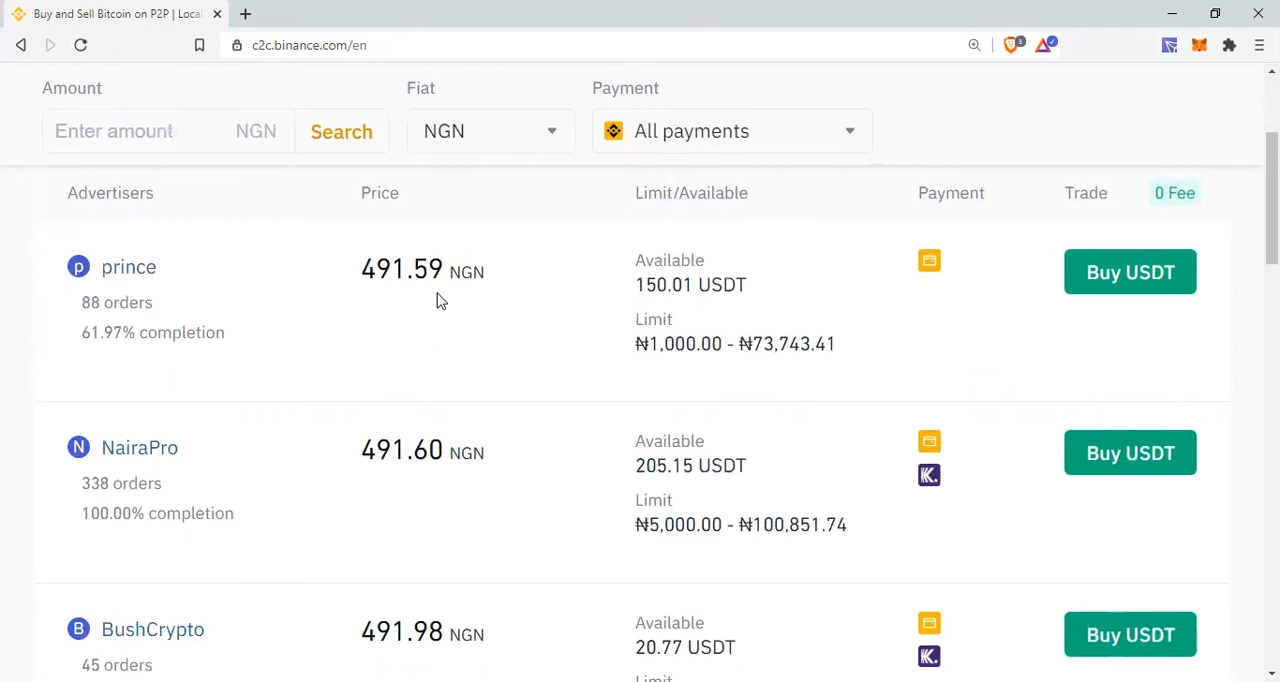 Buy and Sell Bitcoin on P2P | Local
c2c.binance.com/en
3
Amount
Fiat
Payment
Enter amount NGN Search
NGN
All payments
Advertisers Price Limit/Available Payment Trade 0 Fee
p prince
88 orders
61.97% completion
491.59 NGN
Available
150.01 USDT
Limit
₦1,000.00 - ₦73,743.41
Buy USDT
N NairaPro
338 orders
100.00% completion
491.60 NGN
Available
205.15 USDT
Limit
₦5,000.00 - ₦100,851.74
K.
Buy USDT
B BushCrypto
45 orders
491.98 NGN
Available
20.77 USDT
Limit
K.
Buy USDT